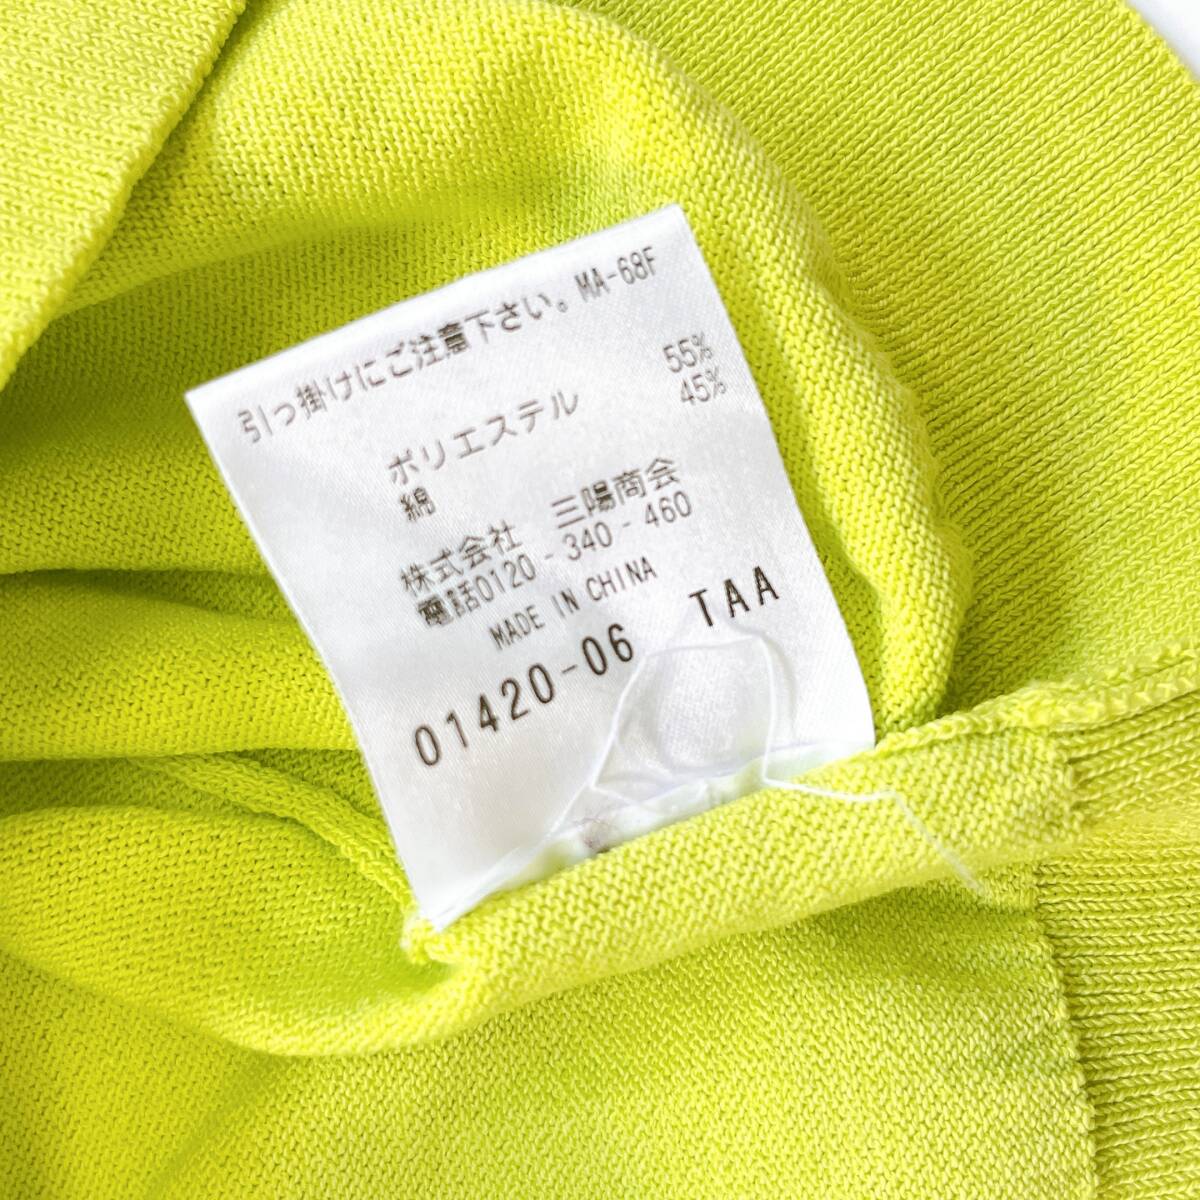 引っ掛けにご注意下さい。MA-68F
ポリエステル 55%
綿 45%
株式会社 三陽商会
電話0120-340-460
MADE IN CHINA
01420-06 TAA